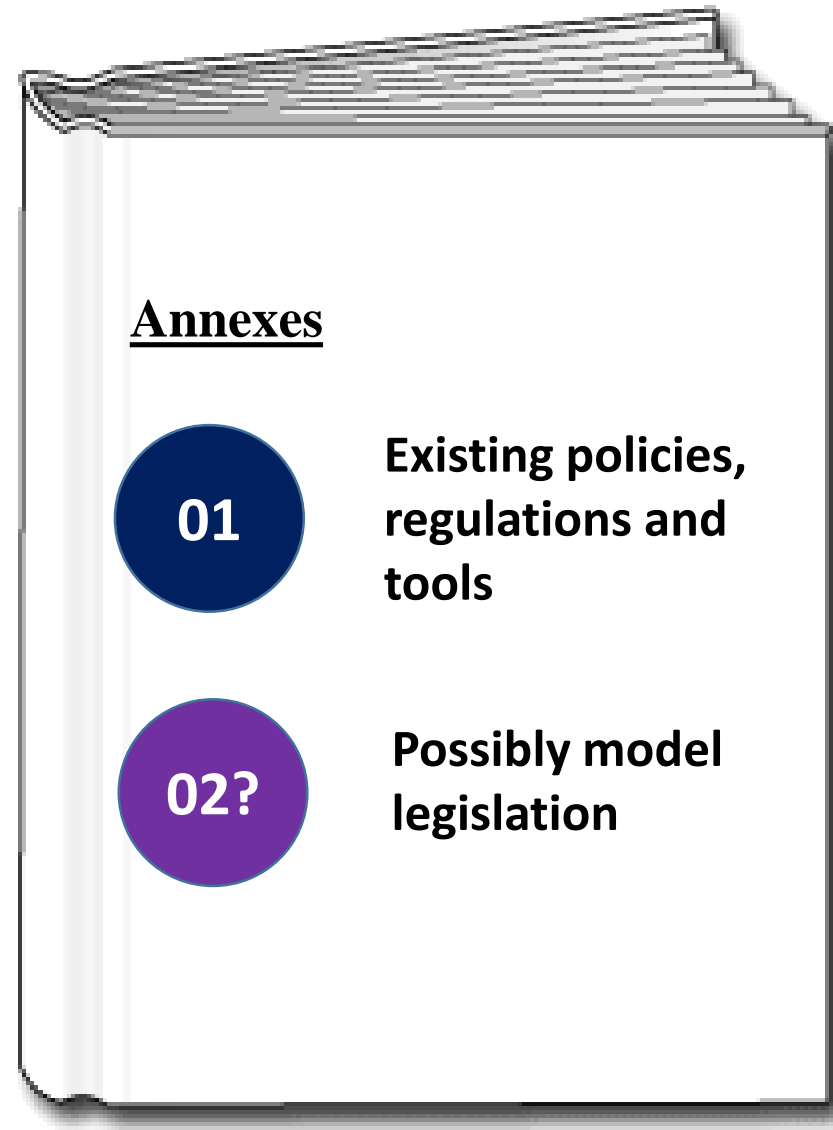 Annexes
01
Existing policies,
regulations and
tools
02?
Possibly model
legislation